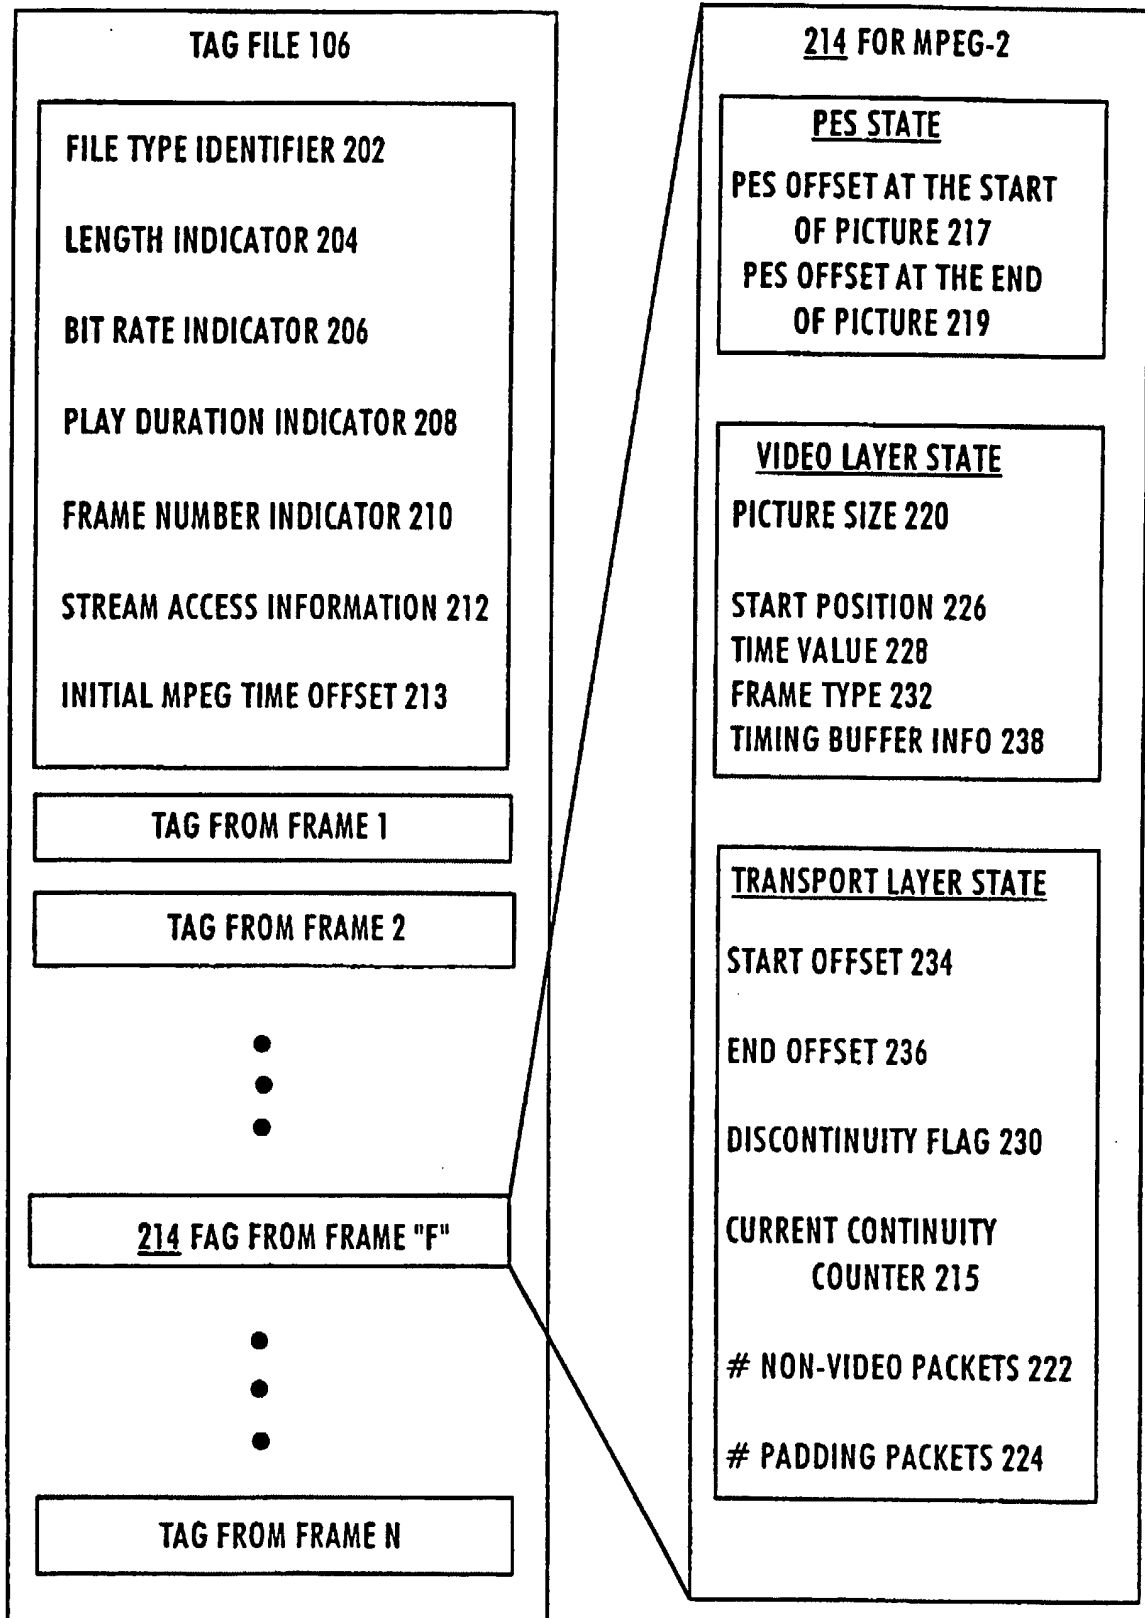 TAG FILE 106
FILE TYPE IDENTIFIER 202
LENGTH INDICATOR 204
BIT RATE INDICATOR 206
PLAY DURATION INDICATOR 208
FRAME NUMBER INDICATOR 210
STREAM ACCESS INFORMATION 212
INITIAL MPEG TIME OFFSET 213
TAG FROM FRAME 1
TAG FROM FRAME 2
214 FAG FROM FRAME "F"
TAG FROM FRAME N
214 FOR MPEG-2
PES STATE
PES OFFSET AT THE START
OF PICTURE 217
PES OFFSET AT THE END
OF PICTURE 219
VIDEO LAYER STATE
PICTURE SIZE 220
START POSITION 226
TIME VALUE 228
FRAME TYPE 232
TIMING BUFFER INFO 238
TRANSPORT LAYER STATE
START OFFSET 234
END OFFSET 236
DISCONTINUITY FLAG 230
CURRENT CONTINUITY
COUNTER 215
# NON-VIDEO PACKETS 222
# PADDING PACKETS 224